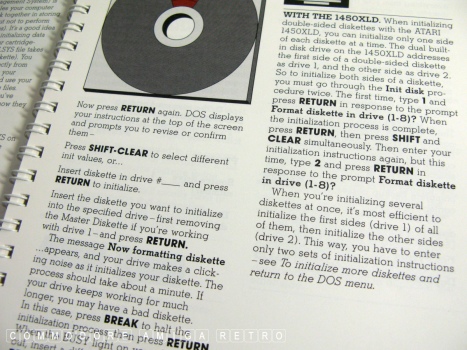 Now press RETURN again. DOS displays
your instructions at the top of the screen
and prompts you to revise or confirm
them–
Press SHIFT-CLEAR to select different
init values, or...
Insert diskette in drive #___ and press
RETURN to initialize.
Insert the diskette you want to initialize
into the specified drive–first removing
the Master Diskette if you're working
with drive 1–and press RETURN.
The message Now formatting diskette
...appears, and your drive makes a click-
ing noise as it initializes your diskette. The
process should take about a minute. If
your drive keeps working for much
longer, you may have a bad diskette.
In this case, press BREAK to halt the
initialization process, then press RETURN
WITH THE 1450XLD. When initializing
double-sided diskettes with the ATARI
1450XLD, you can initialize only one side
of each diskette at a time. The dual built-
in disk drive on the 1450XLD addresses
the first side of a double-sided diskette
as drive 1, and the other side as drive 2.
So to initialize both sides of a diskette,
you must go through the Init disk pro-
cedure twice. The first time, type 1 and
press RETURN in response to the prompt
Format diskette in drive (1-8)? When
the initialization process is complete,
press RETURN, then press SHIFT and
CLEAR simultaneously. Then enter your
initialization instructions again, but this
time, type 2 and press RETURN in
response to the prompt Format diskette
in drive (1-8)?
When you're initializing several
diskettes at once, it's most efficient to
initialize the first sides (drive 1) of all
of them, then initialize the other sides
(drive 2). This way, you have to enter
only two sets of initialization instructions
–see To initialize more diskettes and
return to the DOS menu.
COMMODORE AMIGA RETRO